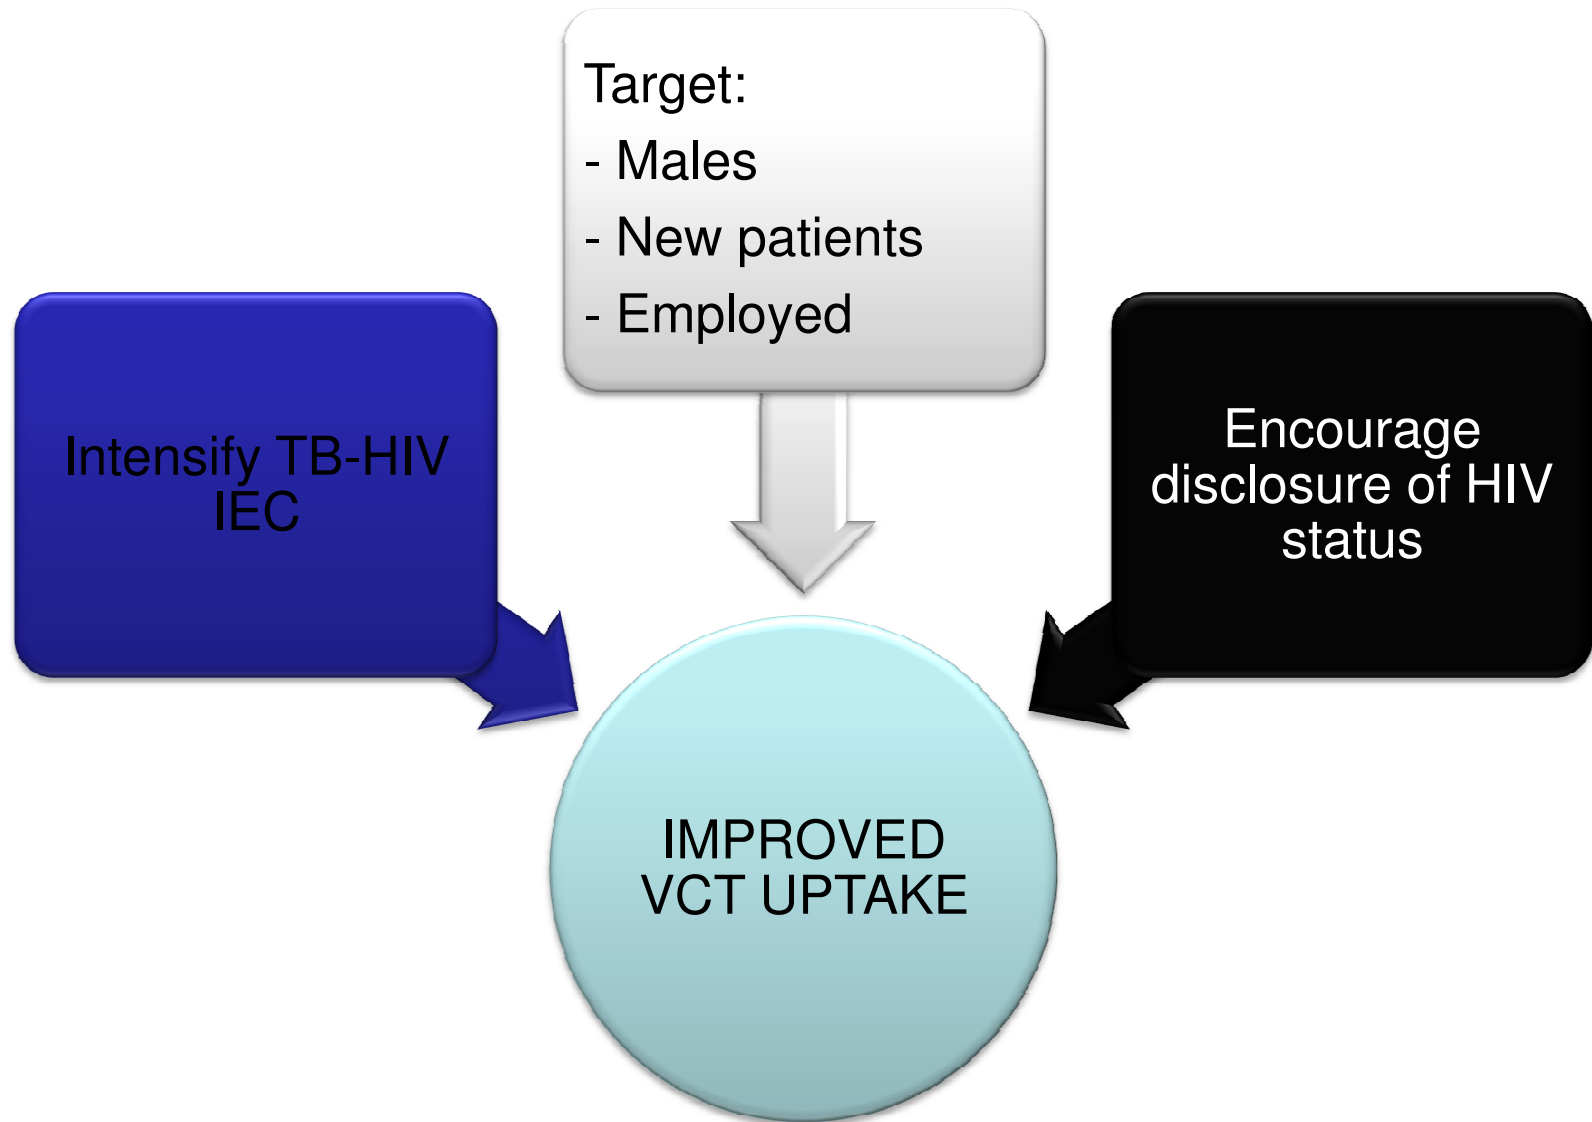 Target:
- Males
- New patients
- Employed
Intensify TB-HIV
IEC
Encourage
disclosure of HIV
status
IMPROVED
VCT UPTAKE